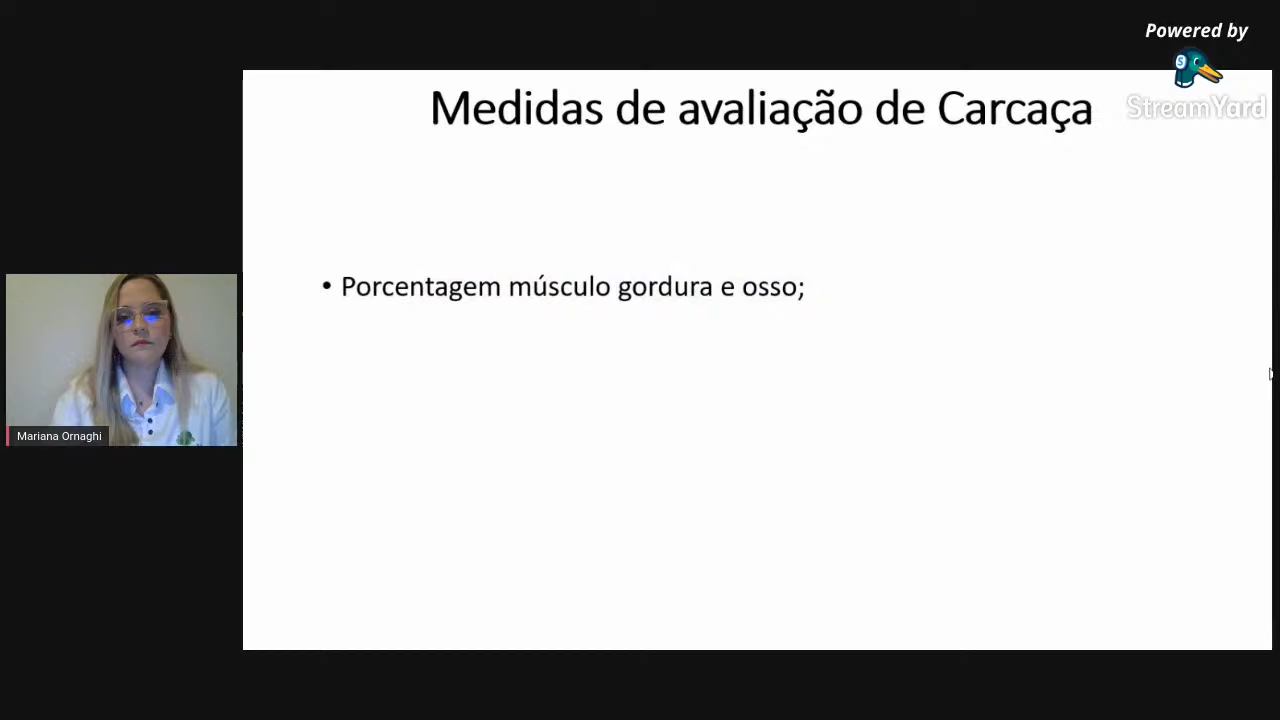 Powered by
StreamYard
Medidas de avaliação de Carcaça
• Porcentagem músculo gordura e osso;
Mariana Ornaghi